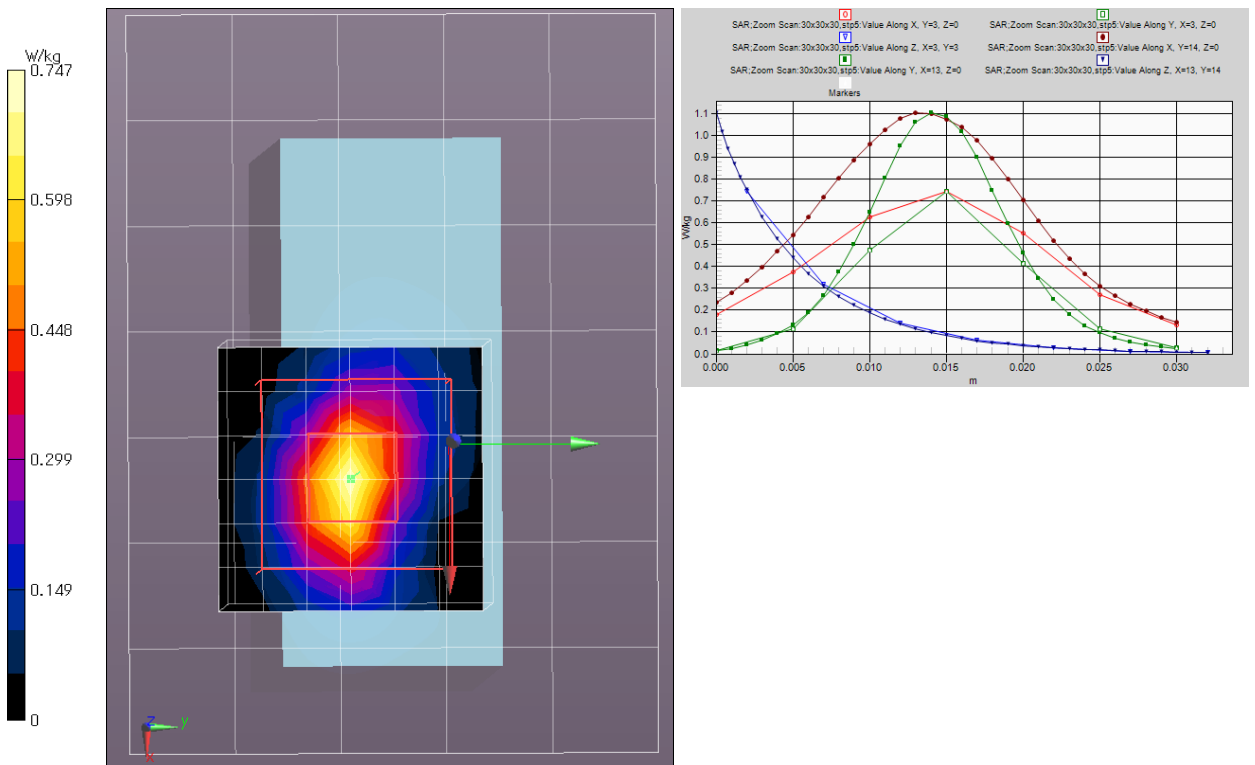 W/kg
0.747
0.598
0.448
0.299
0.149
0
z
y
x
SAR;Zoom Scan:30x30x30,stp5:Value Along X, Y=3, Z=0
SAR;Zoom Scan:30x30x30,stp5:Value Along Y, X=3, Z=0
SAR;Zoom Scan:30x30x30,stp5:Value Along Z, X=3, Y=3
SAR;Zoom Scan:30x30x30,stp5:Value Along X, Y=14, Z=0
SAR;Zoom Scan:30x30x30,stp5:Value Along Y, X=13, Z=0
SAR;Zoom Scan:30x30x30,stp5:Value Along Z, X=13, Y=14
Markers
1.1
1.0
0.9
0.8
0.7
0.6
0.5
0.4
0.3
0.2
0.1
0.0
W/kg
0.000 0.005 0.010 0.015 0.020 0.025 0.030
m